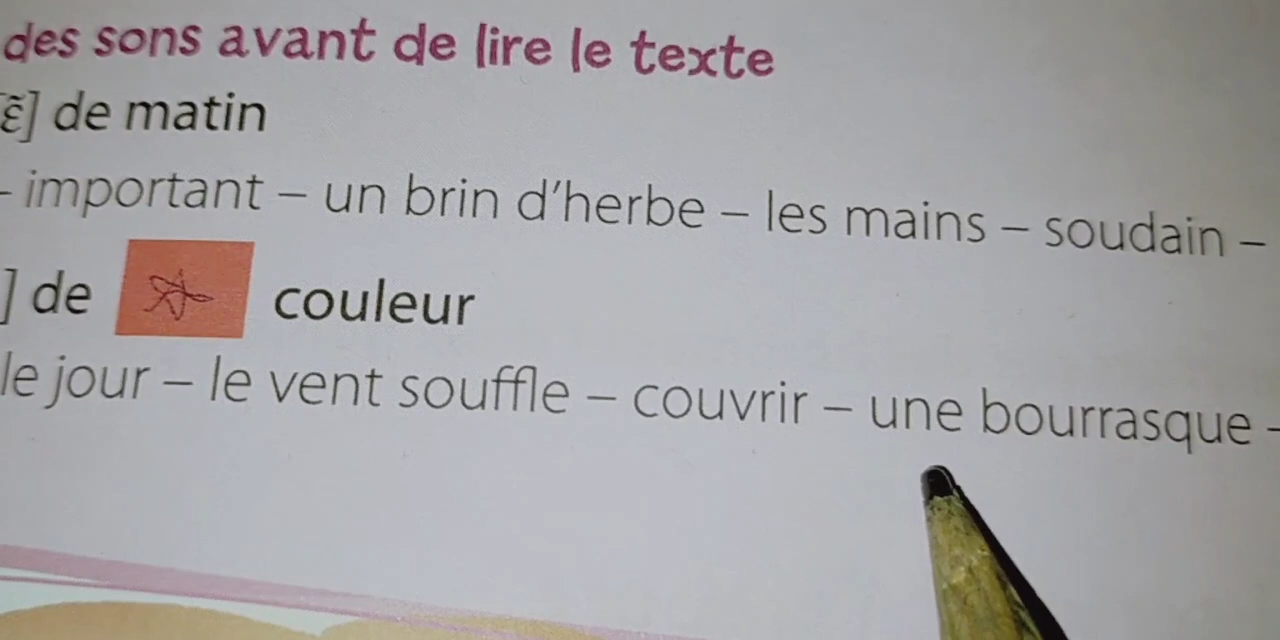 des sons avant de lire le texte
ɛ̃] de matin
- important – un brin d'herbe – les mains – soudain –
] de couleur
le jour – le vent souffle – couvrir – une bourrasque -